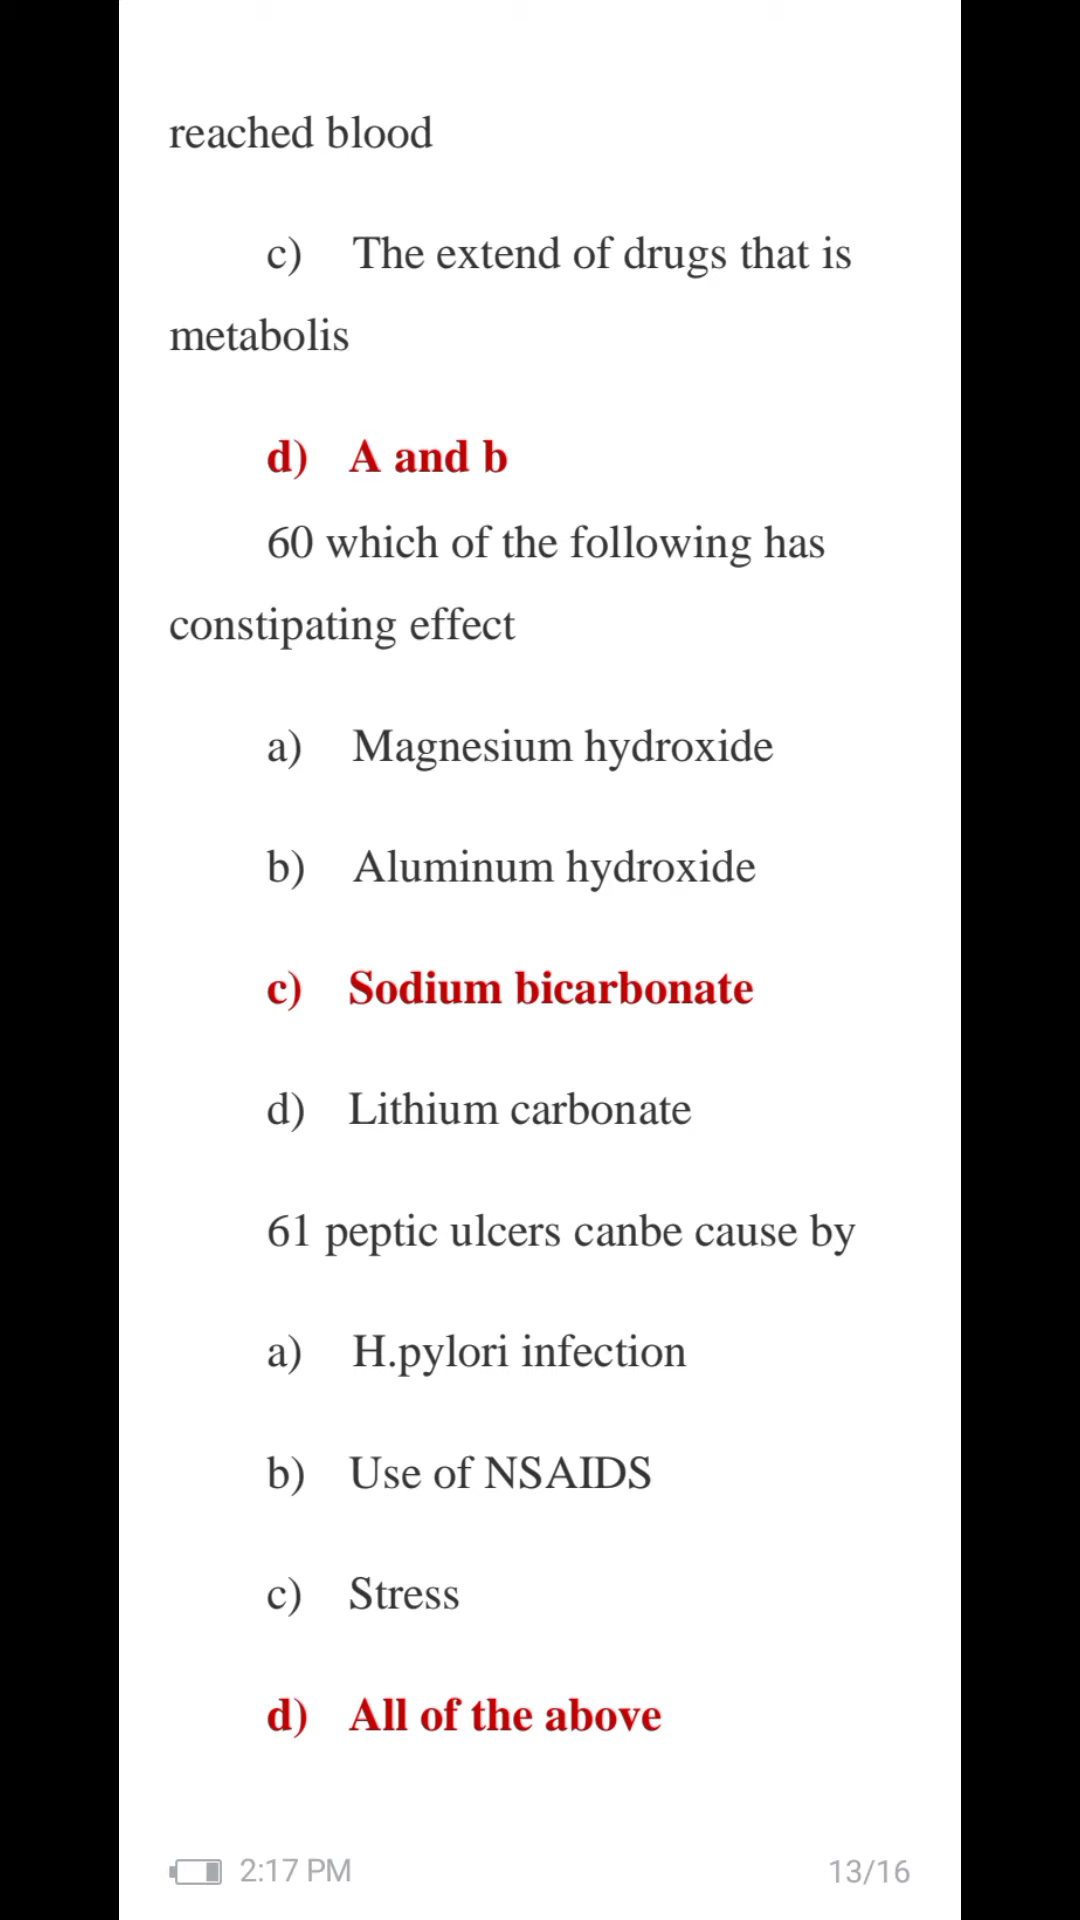 reached blood
c) The extend of drugs that is
metabolis
d) A and b
60 which of the following has
constipating effect
a) Magnesium hydroxide
b) Aluminum hydroxide
c) Sodium bicarbonate
d) Lithium carbonate
61 peptic ulcers canbe cause by
a) H.pylori infection
b) Use of NSAIDS
c) Stress
d) All of the above
2:17 PM 13/16